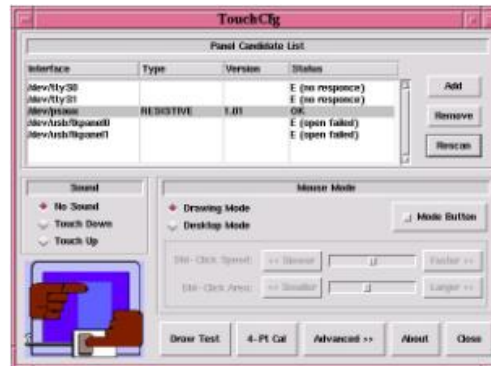 TouchCfg
Panel Candidate List
Interface Type Version Status
/dev/tty30 E (no responce)
/dev/tty31 E (no responce)
/dev/psaux RESISTIVE 1.01 OK
/dev/usb/tkpanel0 E (open failed)
/dev/usb/tkpanel1 E (open failed)
Add
Remove
Rescan
Sound
No Sound
Touch Down
Touch Up
Mouse Mode
Drawing Mode
Desktop Mode
Mode Button
Dbl-Click Speed: << Slower Faster >>
Dbl-Click Area: << Smaller Larger >>
Draw Test 4-Pt Cal Advanced >> About Close